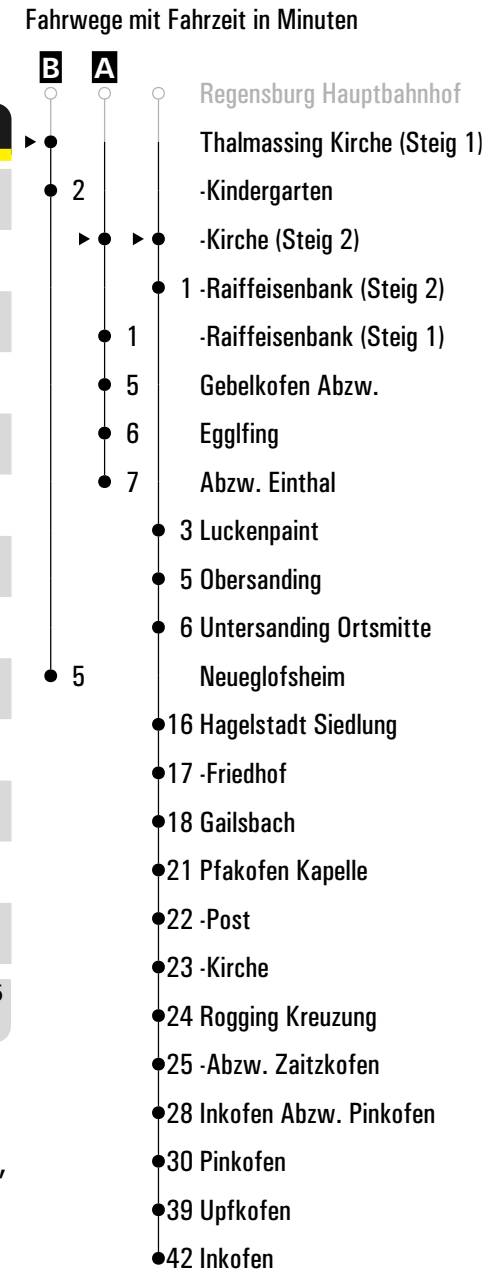 Fahrwege mit Fahrzeit in Minuten
B A
Regensburg Hauptbahnhof
Thalmassing Kirche (Steig 1)
2 -Kindergarten
-Kirche (Steig 2)
1 -Raiffeisenbank (Steig 2)
1 -Raiffeisenbank (Steig 1)
5 Gebelkofen Abzw.
6 Egglfing
7 Abzw. Einthal
3 Luckenpaint
5 Obersanding
6 Untersanding Ortsmitte
5 Neueglofsheim
16 Hagelstadt Siedlung
17 -Friedhof
18 Gailsbach
21 Pfakofen Kapelle
22 -Post
23 -Kirche
24 Rogging Kreuzung
25 -Abzw. Zaitzkofen
28 Inkofen Abzw. Pinkofen
30 Pinkofen
39 Upfkofen
42 Inkofen